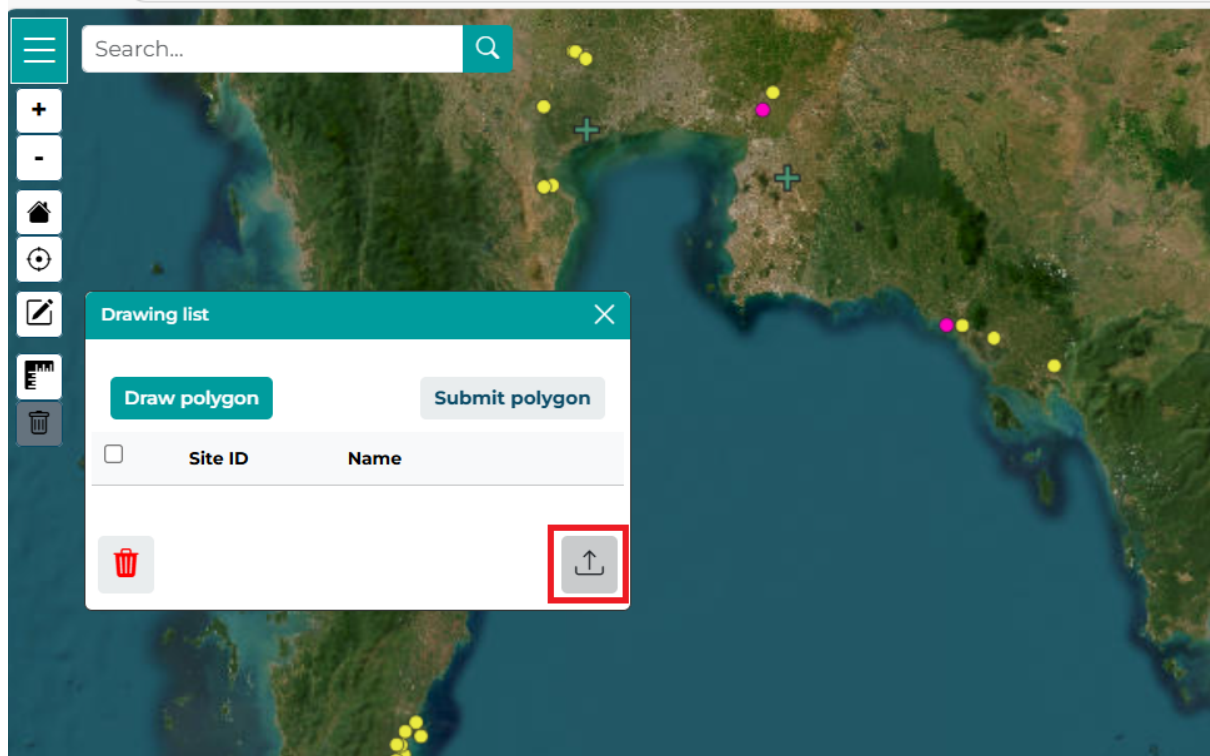 Search...
+
-
Drawing list
Draw polygon
Submit polygon
Site ID
Name